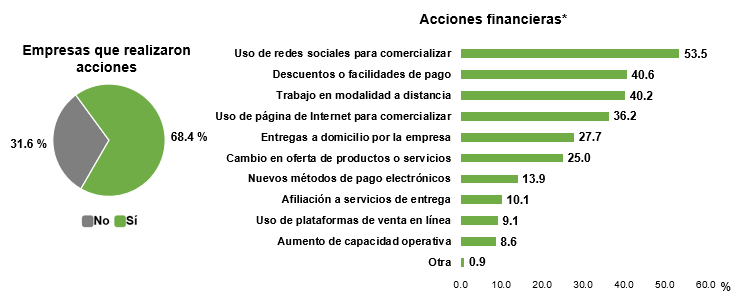 Acciones financieras*
Empresas que realizaron
acciones
31.6 %
68.4 %
No Sí
Uso de redes sociales para comercializar 53.5
Descuentos o facilidades de pago 40.6
Trabajo en modalidad a distancia 40.2
Uso de página de Internet para comercializar 36.2
Entregas a domicilio por la empresa 27.7
Cambio en oferta de productos o servicios 25.0
Nuevos métodos de pago electrónicos 13.9
Afiliación a servicios de entrega 10.1
Uso de plataformas de venta en línea 9.1
Aumento de capacidad operativa 8.6
Otra 0.9
0.0 10.0 20.0 30.0 40.0 50.0 60.0 %